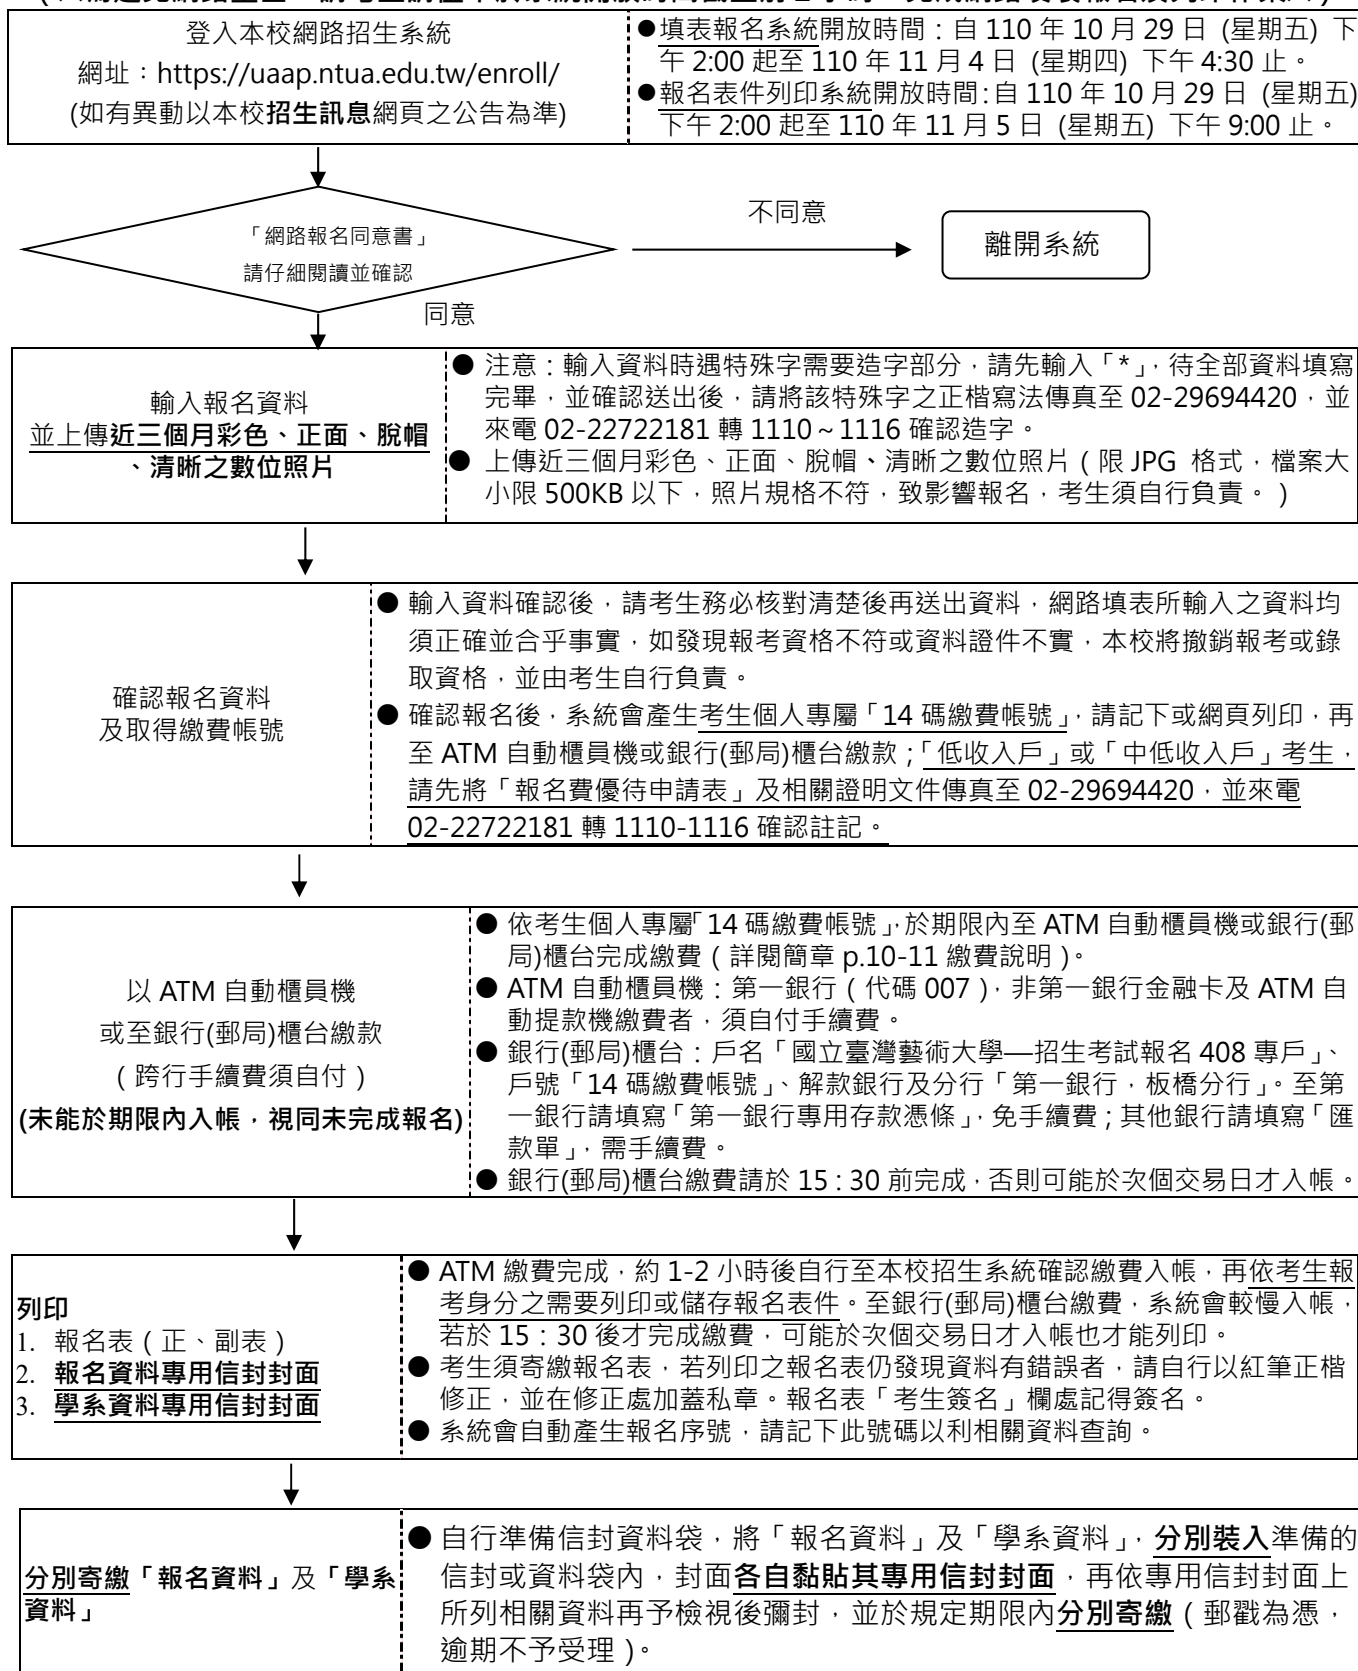 登入本校網路招生系統
網址：https://uaap.ntua.edu.tw/enroll/
(如有異動以本校招生訊息網頁之公告為準)
●填表報名系統開放時間：自 110 年 10 月 29 日 (星期五) 下
午 2:00 起至 110 年 11 月 4 日 (星期四) 下午 4:30 止。
●報名表件列印系統開放時間：自 110 年 10 月 29 日 (星期五)
下午 2:00 起至 110 年 11 月 5 日 (星期五) 下午 9:00 止。
「網路報名同意書」
請仔細閱讀並確認
不同意
離開系統
同意
輸入報名資料
並上傳近三個月彩色、正面、脫帽
、清晰之數位照片
● 注意：輸入資料時遇特殊字需要造字部分，請先輸入「*」，待全部資料填寫
完畢，並確認送出後，請將該特殊字之正楷寫法傳真至 02-29694420，並
來電 02-22722181 轉 1110～1116 確認造字。
● 上傳近三個月彩色、正面、脫帽、清晰之數位照片（限 JPG 格式，檔案大
小限 500KB 以下，照片規格不符，致影響報名，考生須自行負責。）
確認報名資料
及取得繳費帳號
● 輸入資料確認後，請考生務必核對清楚後再送出資料，網路填表所輸入之資料均
須正確並合乎事實，如發現報考資格不符或資料證件不實，本校將撤銷報考或錄
取資格，並由考生自行負責。
● 確認報名後，系統會產生考生個人專屬「14 碼繳費帳號」，請記下或網頁列印，再
至 ATM 自動櫃員機或銀行(郵局)櫃台繳款；「低收入戶」或「中低收入戶」考生，
請先將「報名費優待申請表」及相關證明文件傳真至 02-29694420，並來電
02-22722181 轉 1110-1116 確認註記。
以 ATM 自動櫃員機
或至銀行(郵局)櫃台繳款
（跨行手續費須自付）
(未能於期限內入帳，視同未完成報名)
● 依考生個人專屬「14 碼繳費帳號」，於期限內至 ATM 自動櫃員機或銀行(郵
局)櫃台完成繳費（詳閱簡章 p.10-11 繳費說明）。
● ATM 自動櫃員機：第一銀行（代碼 007），非第一銀行金融卡及 ATM 自
動提款機繳費者，須自付手續費。
● 銀行(郵局)櫃台：戶名「國立臺灣藝術大學—招生考試報名 408 專戶」、
戶號「14 碼繳費帳號」、解款銀行及分行「第一銀行，板橋分行」。至第
一銀行請填寫「第一銀行專用存款憑條」，免手續費；其他銀行請填寫「匯
款單」，需手續費。
● 銀行(郵局)櫃台繳費請於 15：30 前完成，否則可能於次個交易日才入帳。
列印
1. 報名表（正、副表）
2. 報名資料專用信封封面
3. 學系資料專用信封封面
● ATM 繳費完成，約 1-2 小時後自行至本校招生系統確認繳費入帳，再依考生報
考身分之需要列印或儲存報名表件。至銀行(郵局)櫃台繳費，系統會較慢入帳，
若於 15：30 後才完成繳費，可能於次個交易日才入帳也才能列印。
● 考生須寄繳報名表，若列印之報名表仍發現資料有錯誤者，請自行以紅筆正楷
修正，並在修正處加蓋私章。報名表「考生簽名」欄處記得簽名。
● 系統會自動產生報名序號，請記下此號碼以利相關資料查詢。
分別寄繳「報名資料」及「學系
資料」
● 自行準備信封資料袋，將「報名資料」及「學系資料」，分別裝入準備的
信封或資料袋內，封面各自黏貼其專用信封封面，再依專用信封封面上
所列相關資料再予檢視後彌封，並於規定期限內分別寄繳（郵戳為憑，
逾期不予受理）。